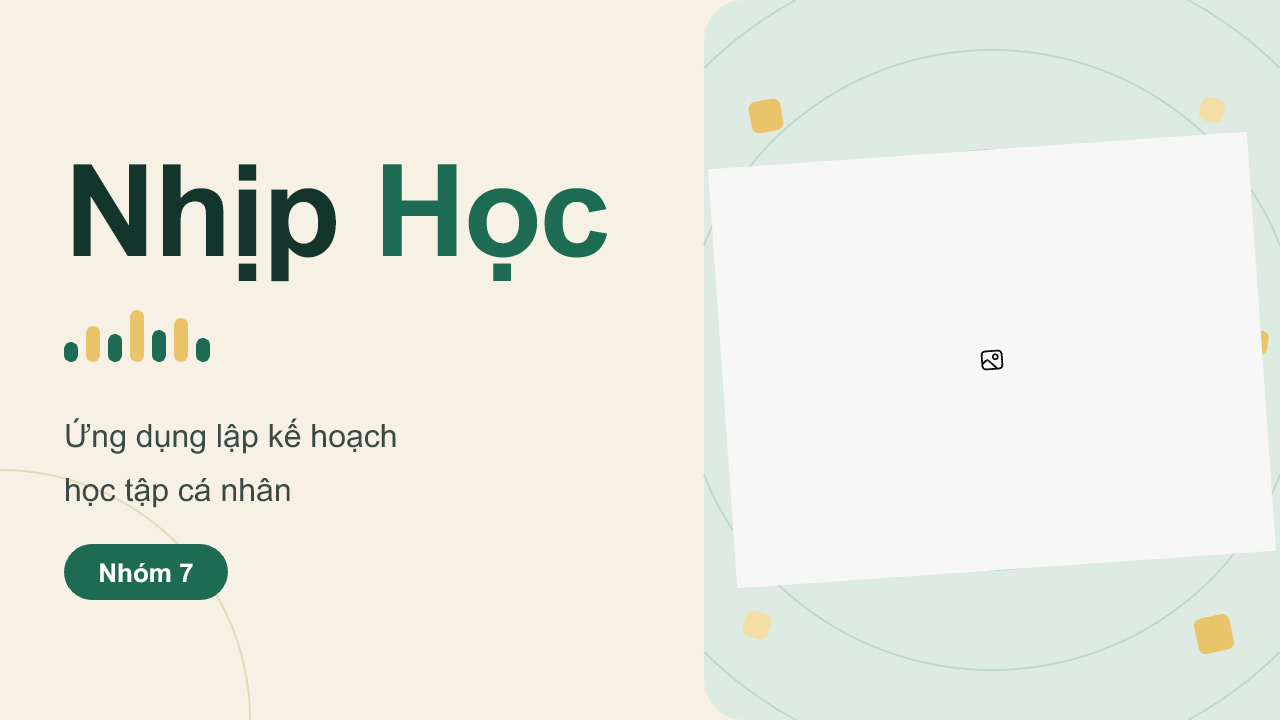 Nhịp Học
Ứng dụng lập kế hoạch
học tập cá nhân
Nhóm 7